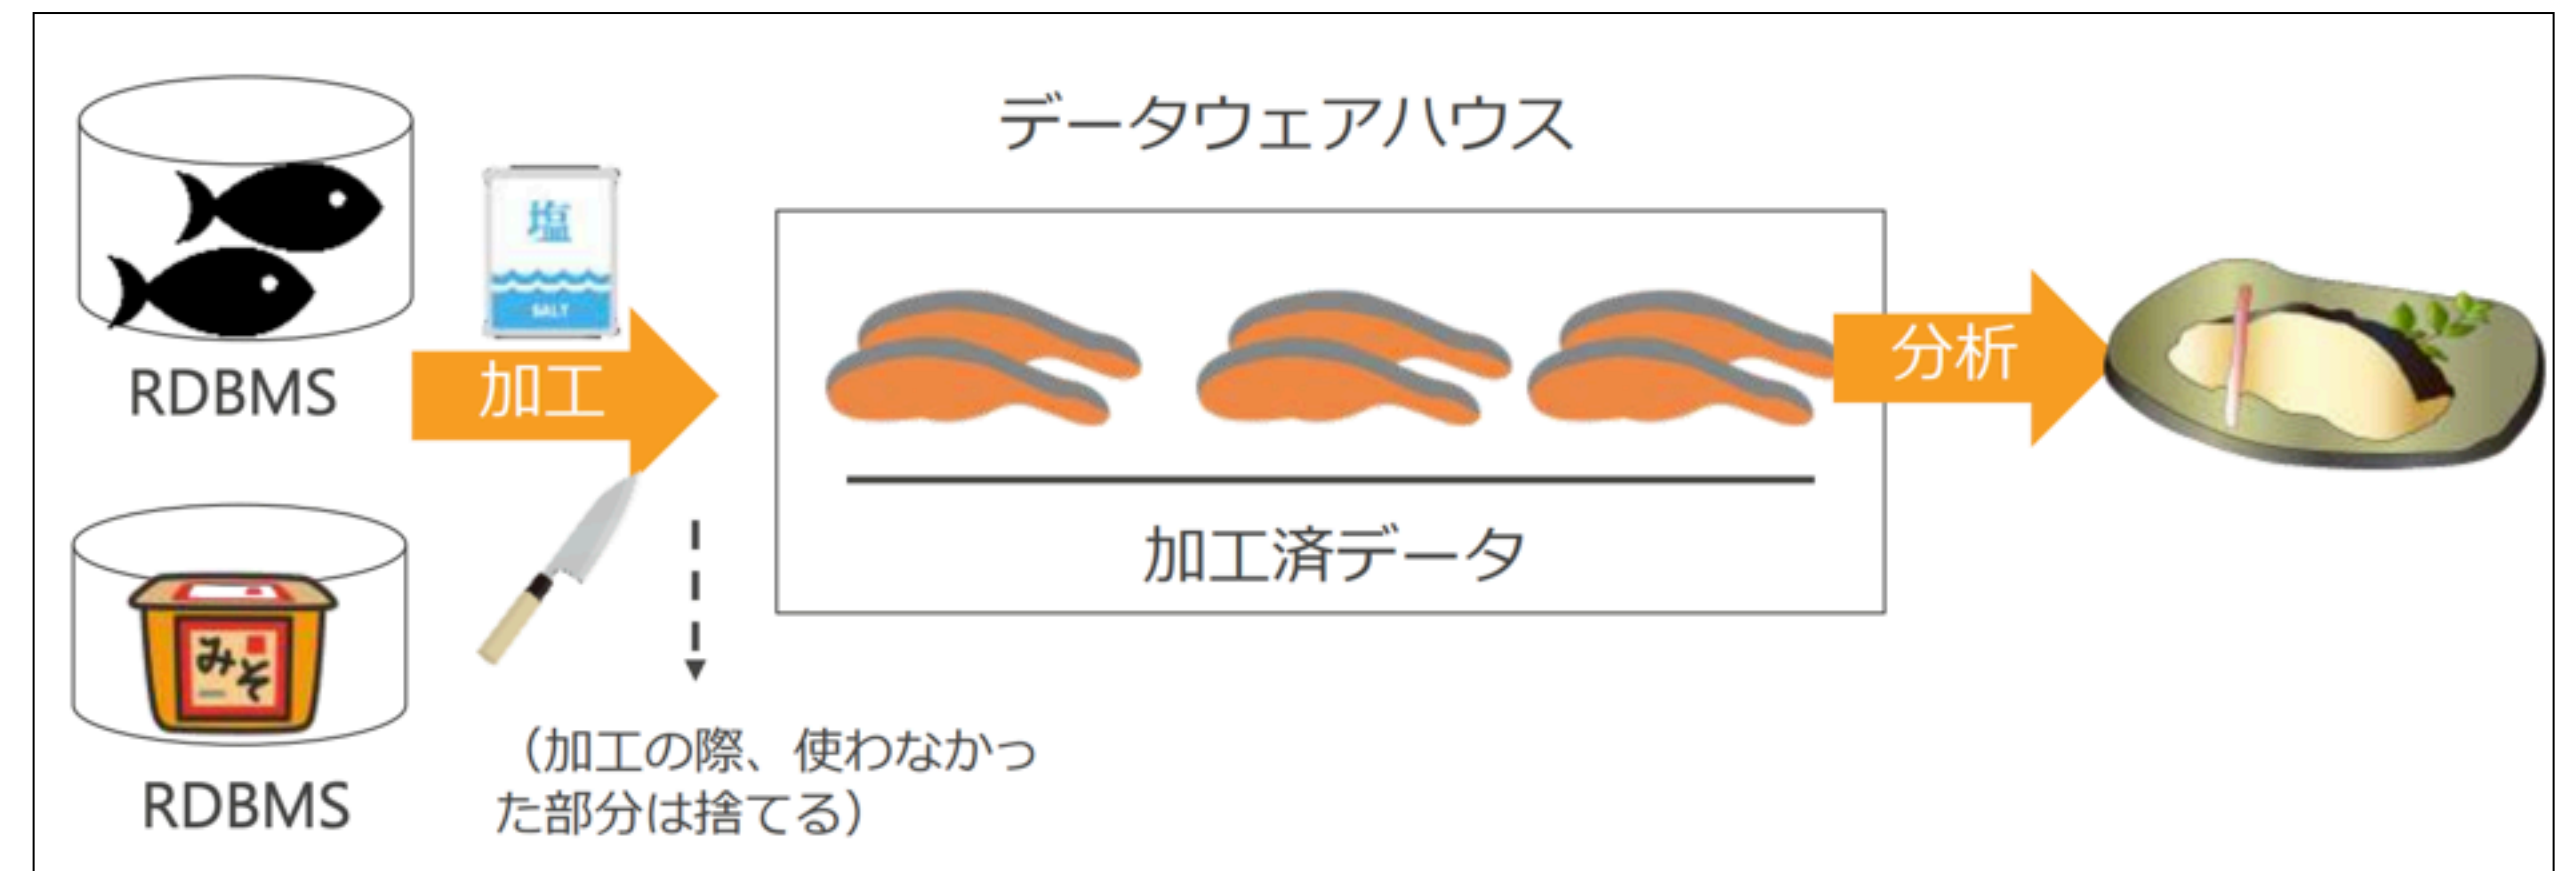 データウェアハウス
塩
SALT
RDBMS
加工
分析
加工済データ
みそ
RDBMS
（加工の際、使わなかっ
た部分は捨てる）